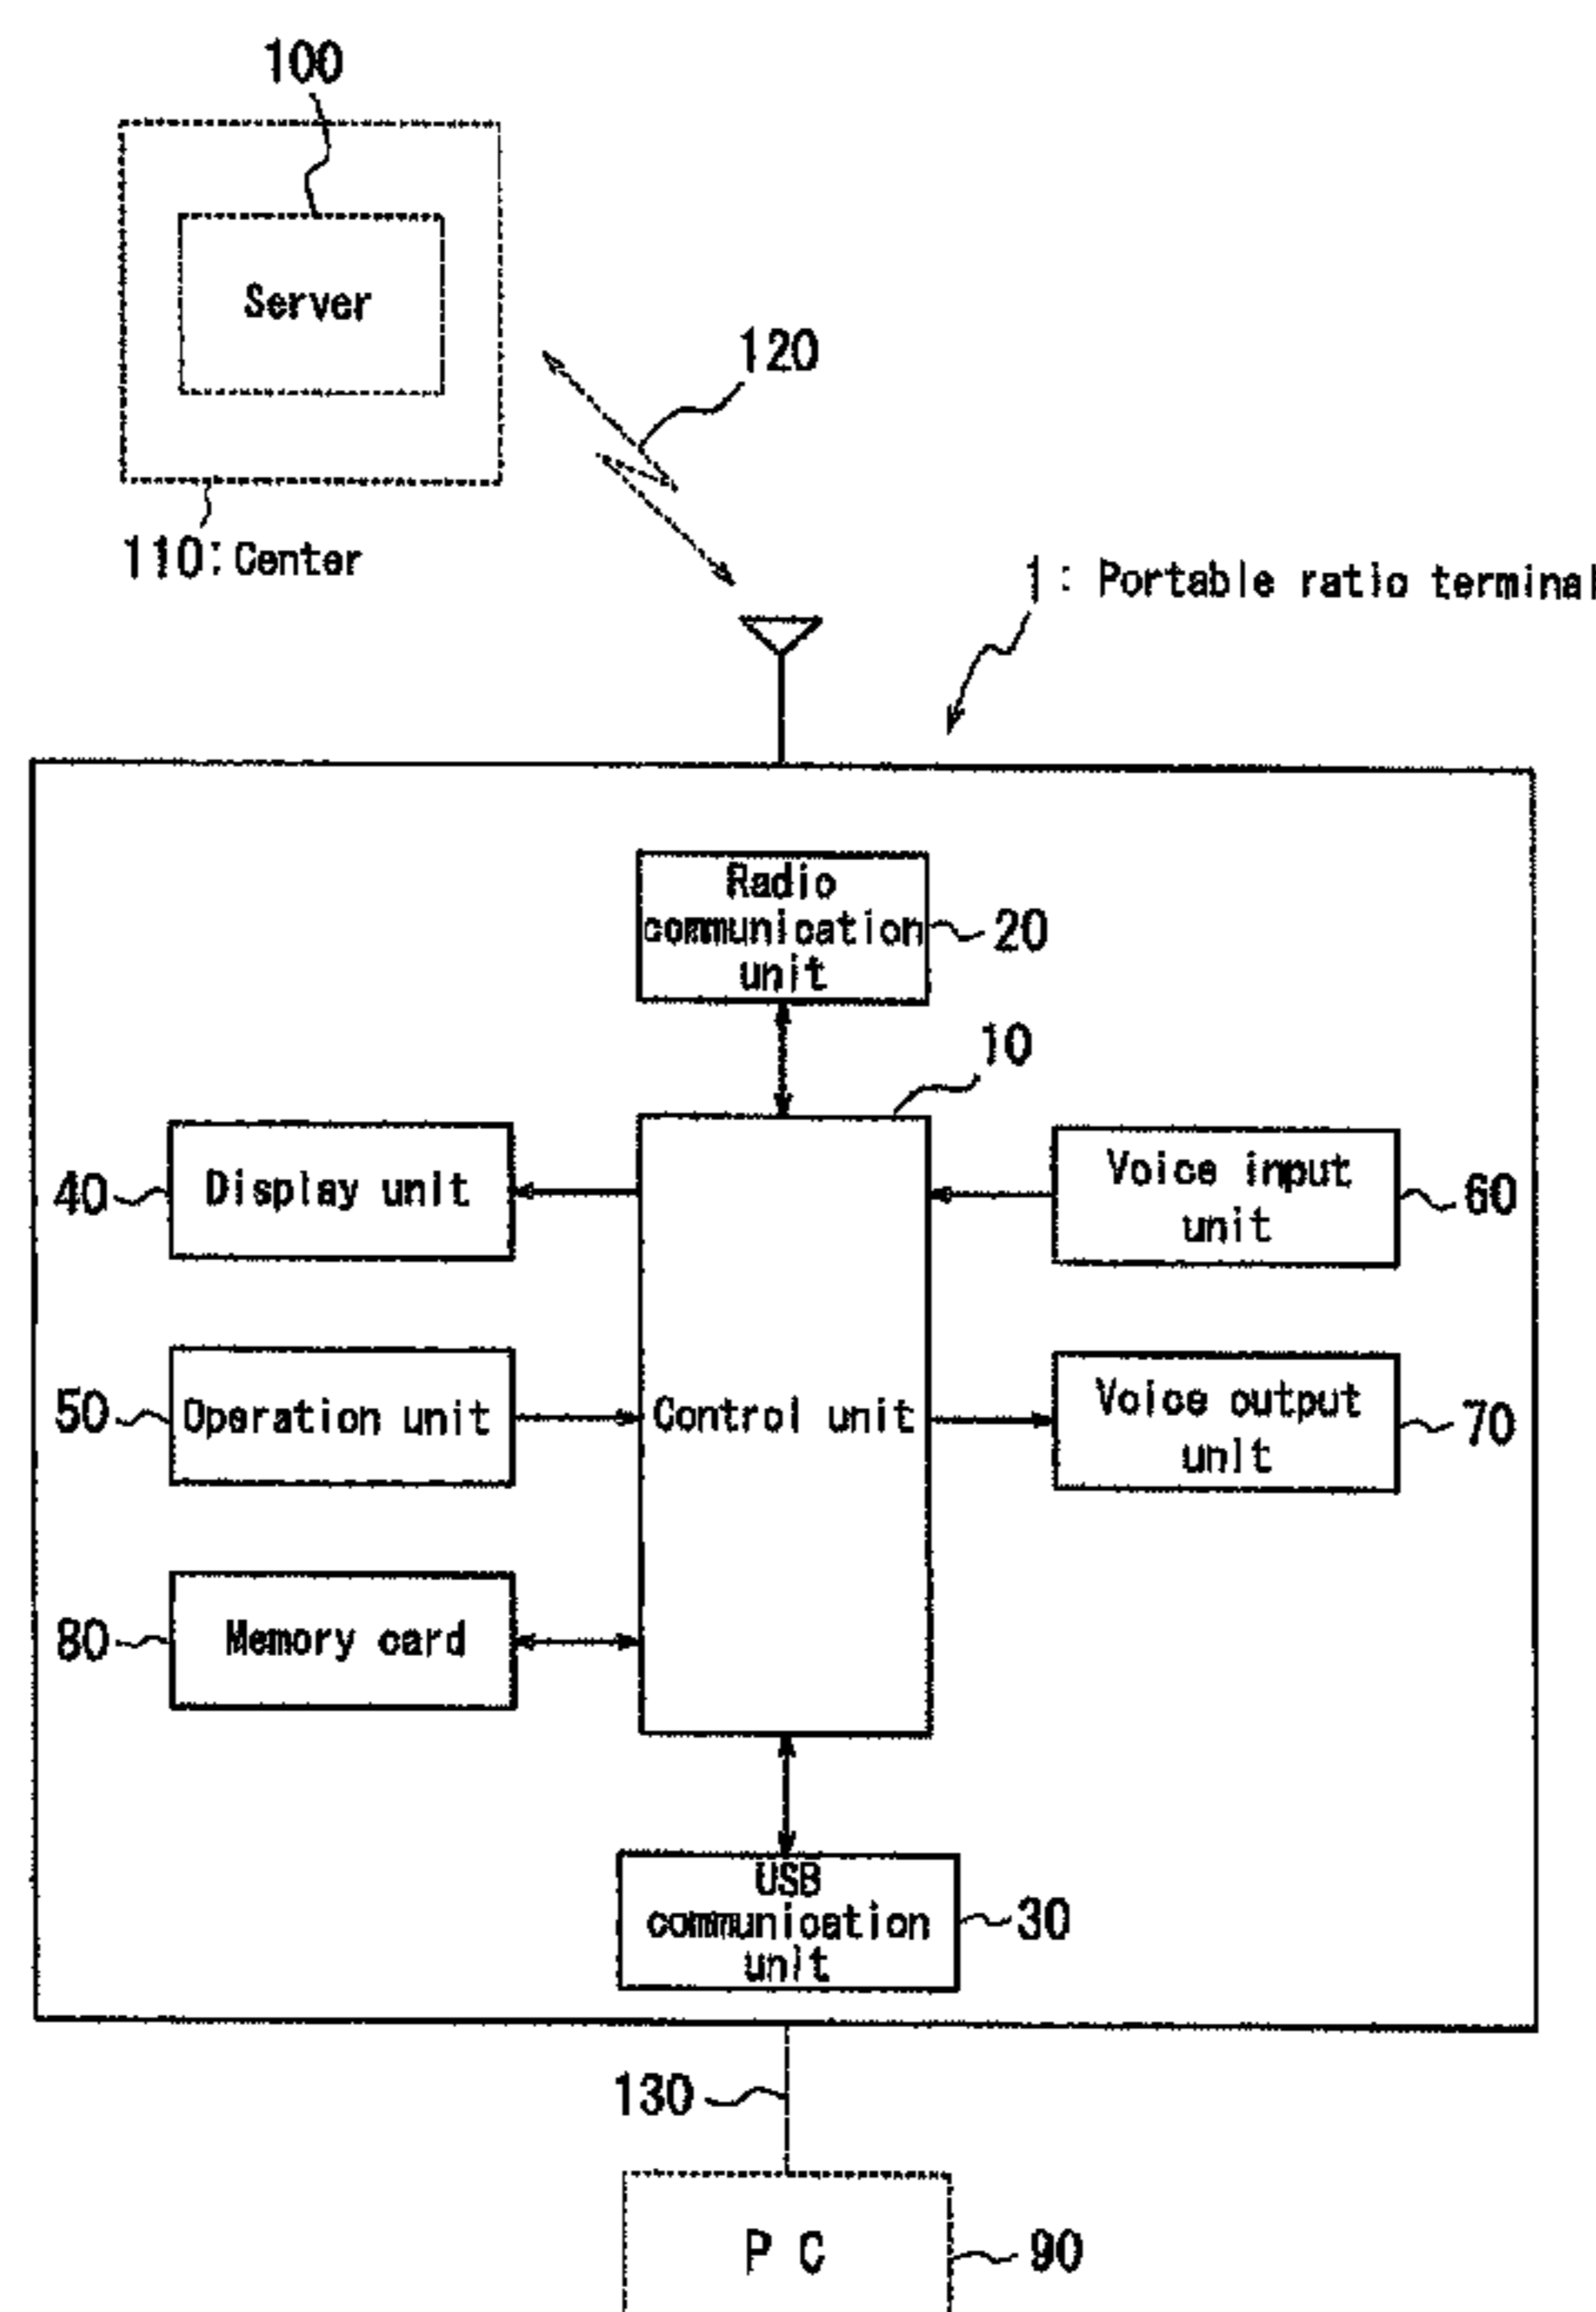 100
Server
120
110: Center
1: Portable ratio terminal
Radio
communication
unit
20
10
40
Display unit
Voice input
unit
60
50
Operation unit
Control unit
Voice output
unit
70
80
Memory card
USB
communication
unit
30
130
PC
90